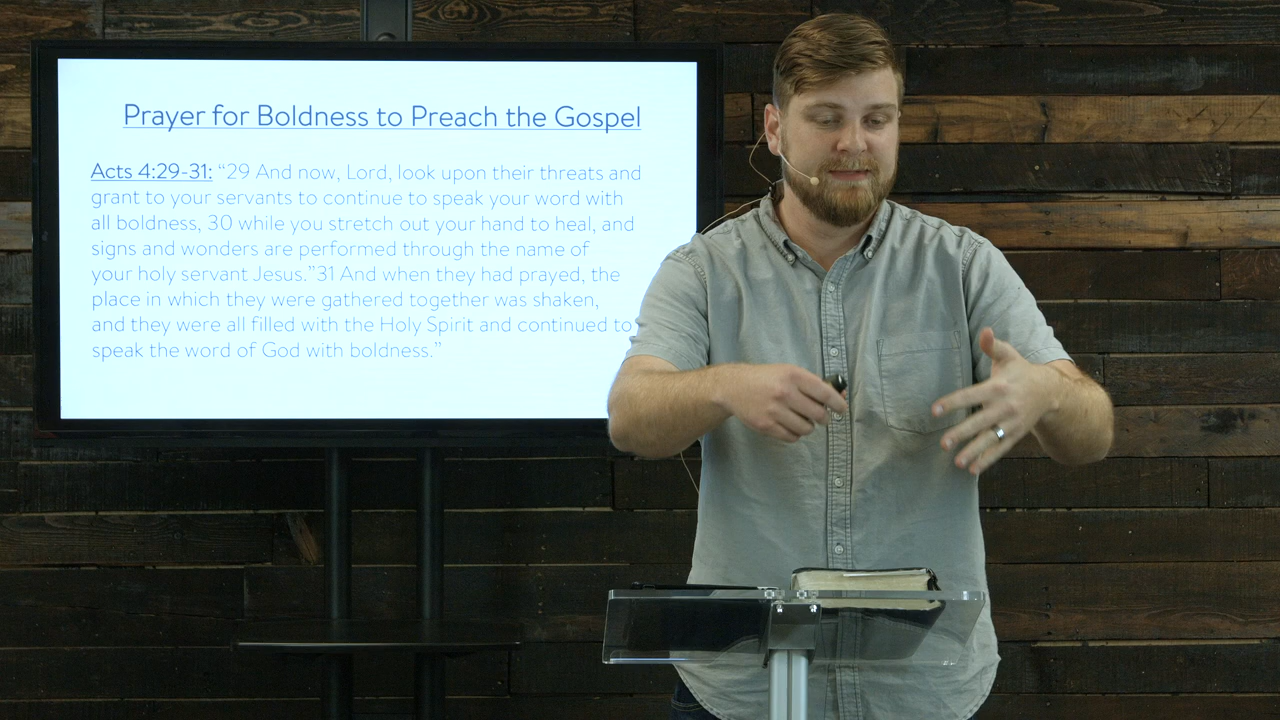 Prayer for Boldness to Preach the Gospel
Acts 4:29-31: “29 And now, Lord, look upon their threats and
grant to your servants to continue to speak your word with
all boldness, 30 while you stretch out your hand to heal, and
signs and wonders are performed through the name of
your holy servant Jesus.”31 And when they had prayed, the
place in which they were gathered together was shaken,
and they were all filled with the Holy Spirit and continued to
speak the word of God with boldness.”